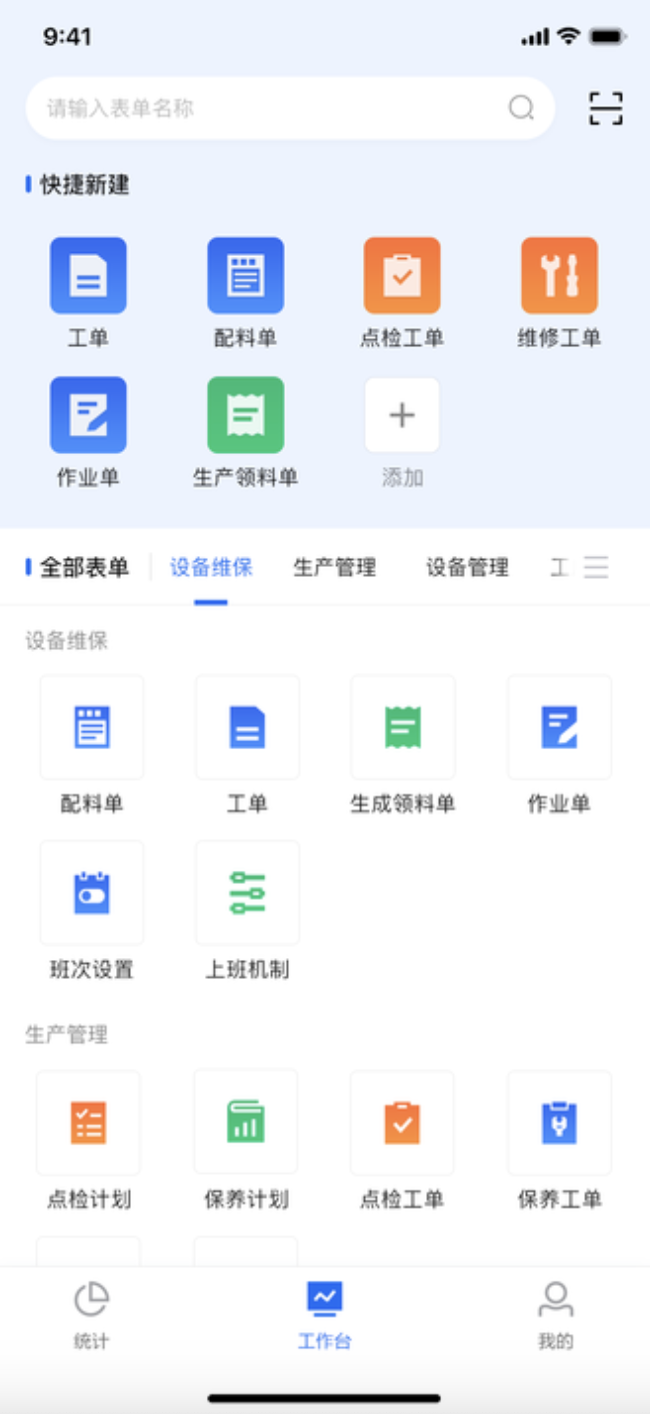 9:41
请输入表单名称
快捷新建
工单 配料单 点检工单 维修工单
作业单 生产领料单 添加
全部表单 设备维保 生产管理 设备管理 工
设备维保
配料单 工单 生成领料单 作业单
班次设置 上班机制
生产管理
点检计划 保养计划 点检工单 保养工单
统计 工作台 我的